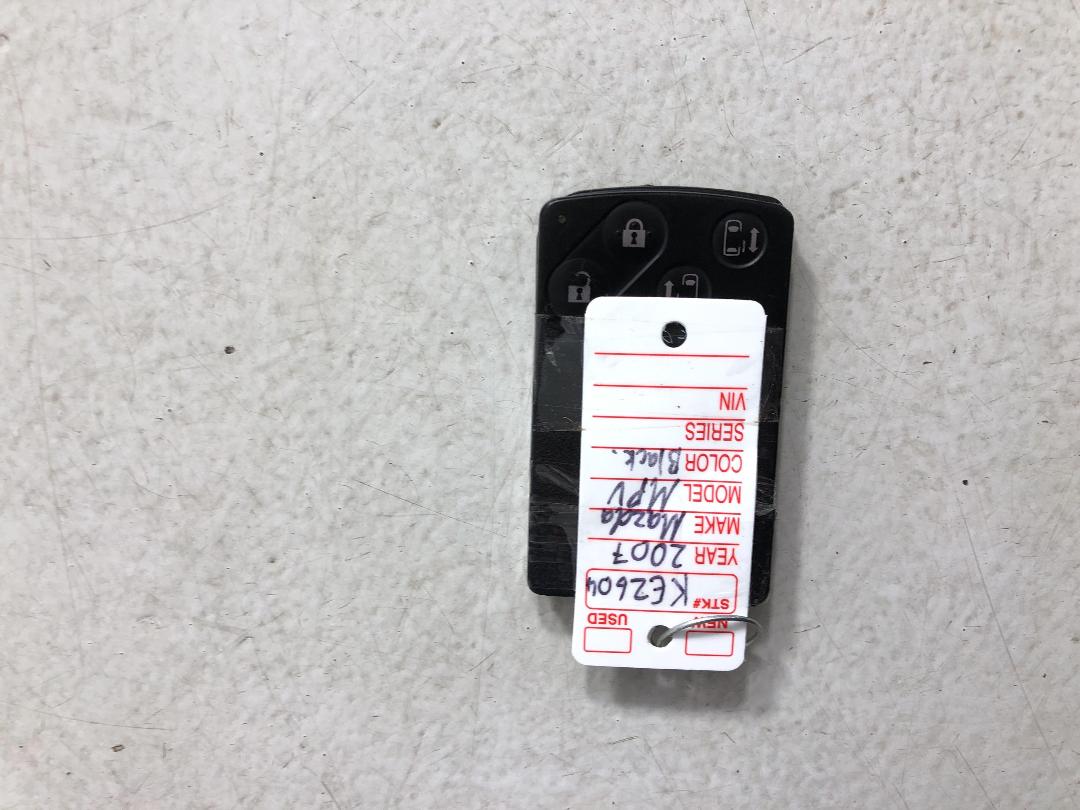 NEW USED
STK# KE2604
YEAR 2007
MAKE Mazda
MODEL MPV
COLOR Black.
SERIES
VIN